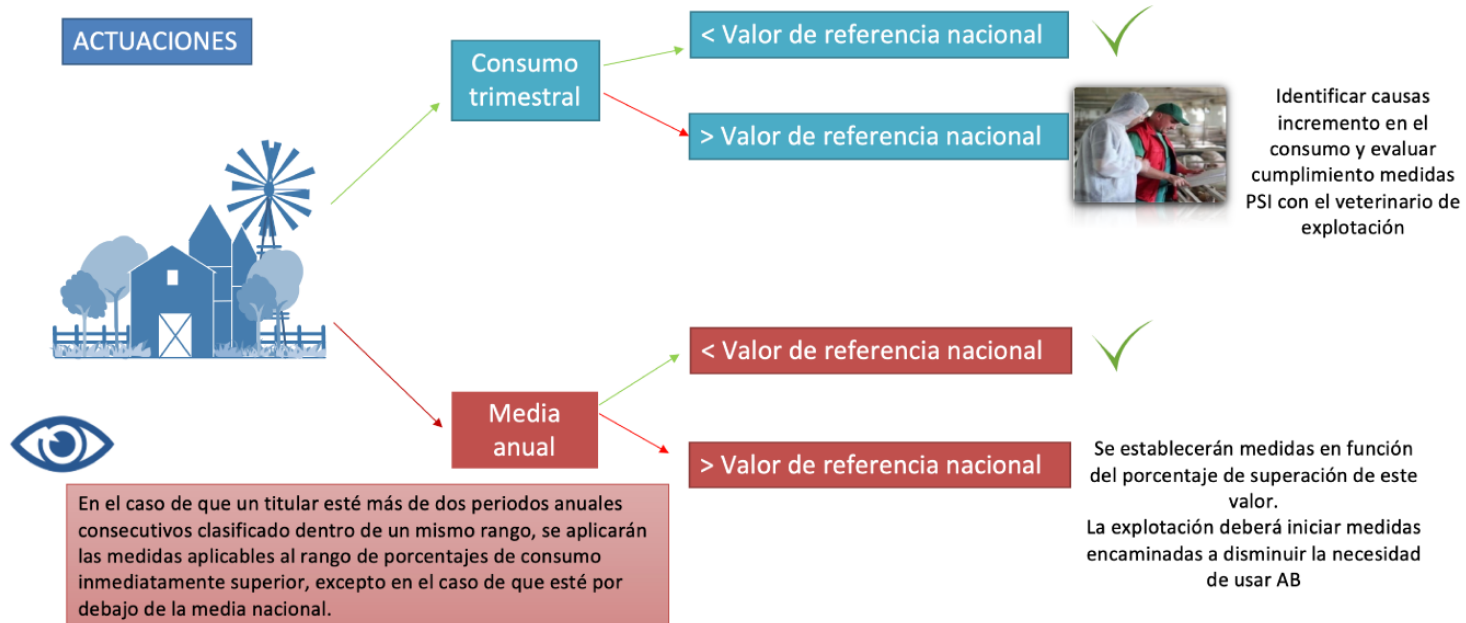 ACTUACIONES
Consumo
trimestral
< Valor de referencia nacional
> Valor de referencia nacional
Identificar causas
incremento en el
consumo y evaluar
cumplimiento medidas
PSI con el veterinario de
explotación
Media
anual
< Valor de referencia nacional
> Valor de referencia nacional
Se establecerán medidas en función
del porcentaje de superación de este
valor.
La explotación deberá iniciar medidas
encaminadas a disminuir la necesidad
de usar AB
En el caso de que un titular esté más de dos periodos anuales
consecutivos clasificado dentro de un mismo rango, se aplicarán
las medidas aplicables al rango de porcentajes de consumo
inmediatamente superior, excepto en el caso de que esté por
debajo de la media nacional.